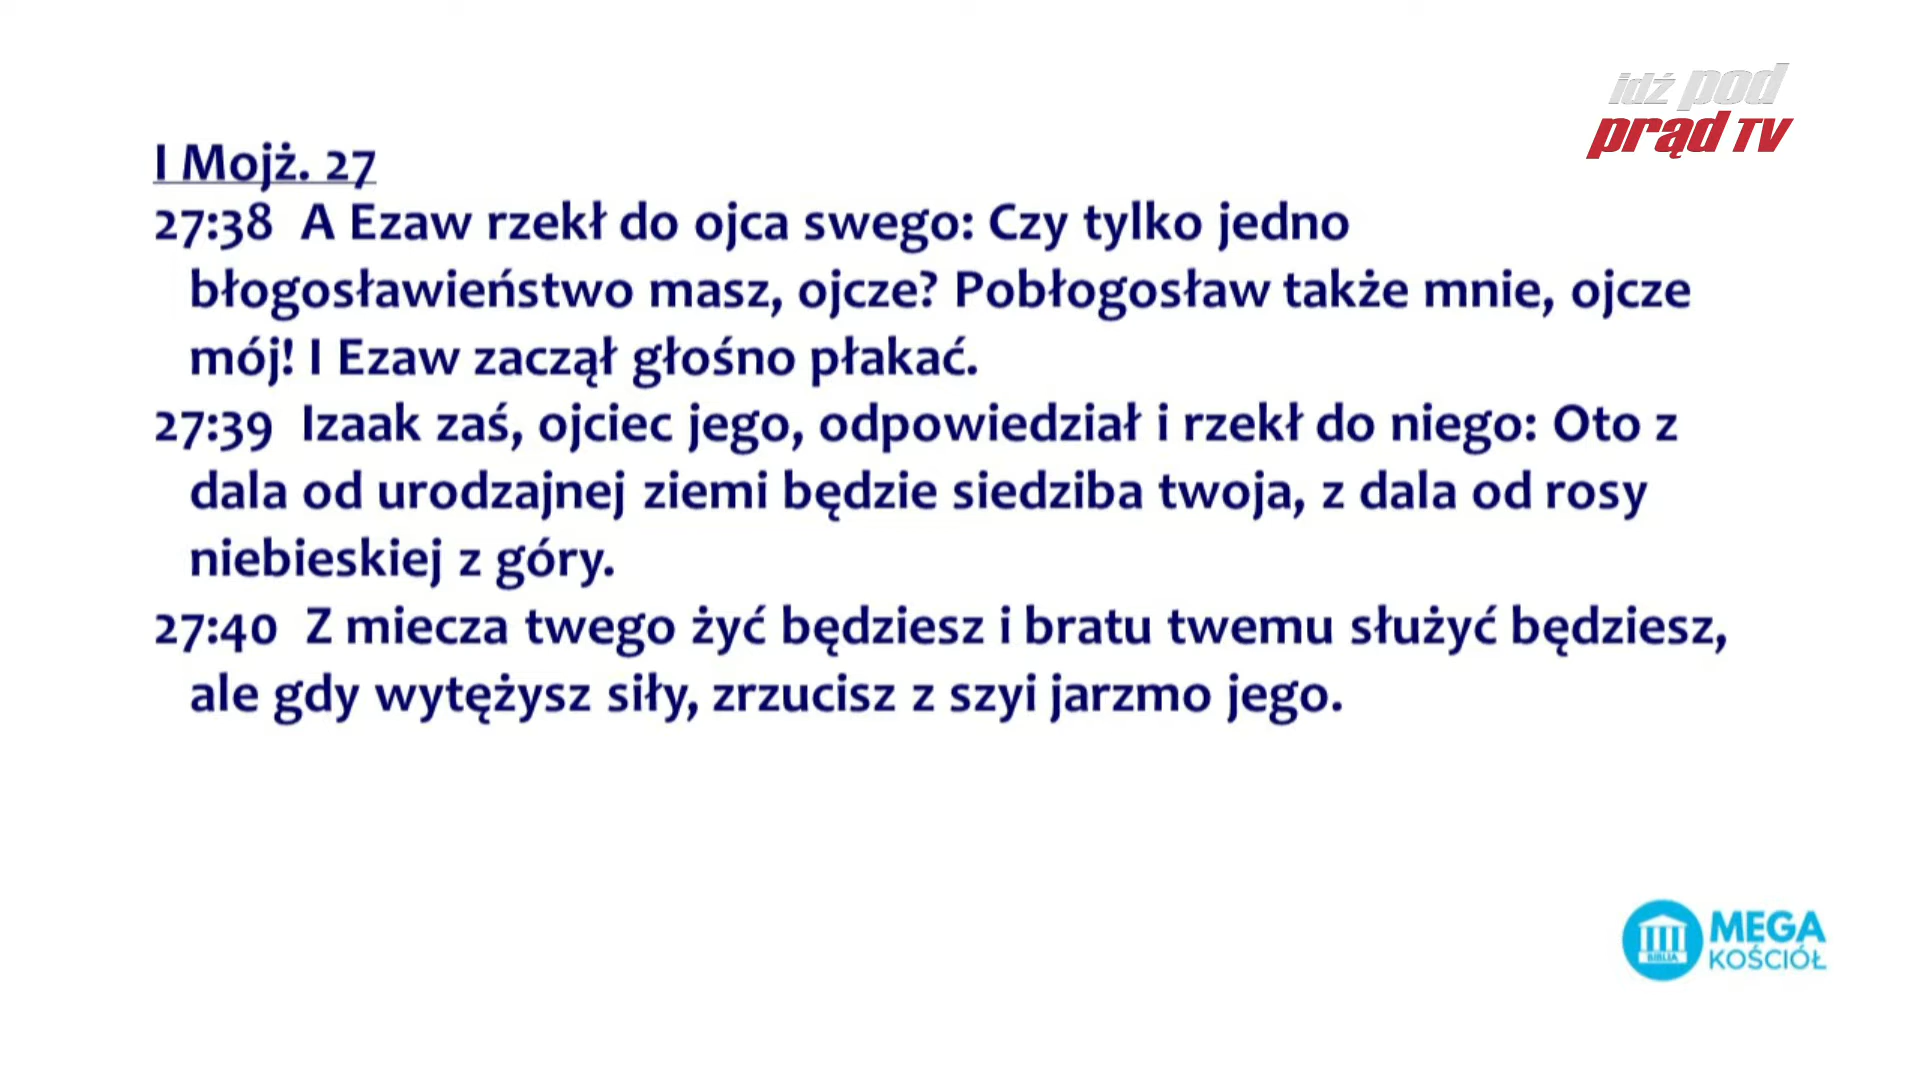 idź pod
prąd TV
I Mojż. 27
27:38 A Ezaw rzekł do ojca swego: Czy tylko jedno
błogosławieństwo masz, ojcze? Pobłogosław także mnie, ojcze
mój! I Ezaw zaczął głośno płakać.
27:39 Izaak zaś, ojciec jego, odpowiedział i rzekł do niego: Oto z
dala od urodzajnej ziemi będzie siedziba twoja, z dala od rosy
niebieskiej z góry.
27:40 Z miecza twego żyć będziesz i bratu twemu służyć będziesz,
ale gdy wytężysz siły, zrzucisz z szyi jarzmo jego.
MEGA
KOŚCIÓŁ
BIBLIA